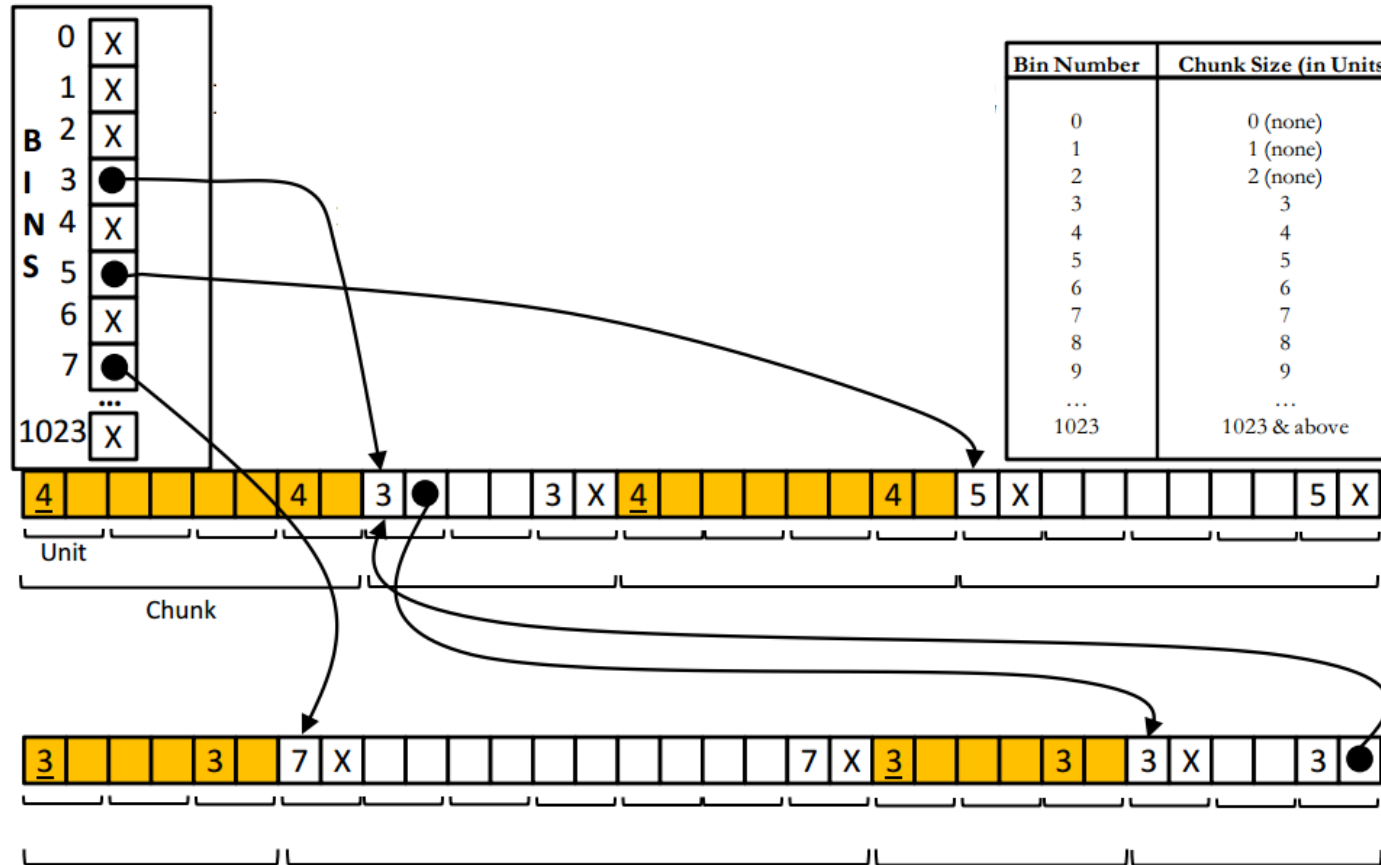 0 X
1 X
2 X
3
4 X
5
6 X
7
...
1023 X
B
I
N
S
Bin Number Chunk Size (in Units
0 0 (none)
1 1 (none)
2 2 (none)
3 3
4 4
5 5
6 6
7 7
8 8
9 9
... ...
1023 1023 & above
4 4 3 3 X 4 4 5 X 5 X
Unit
Chunk
3 3 7 X 7 X 3 3 3 X 3